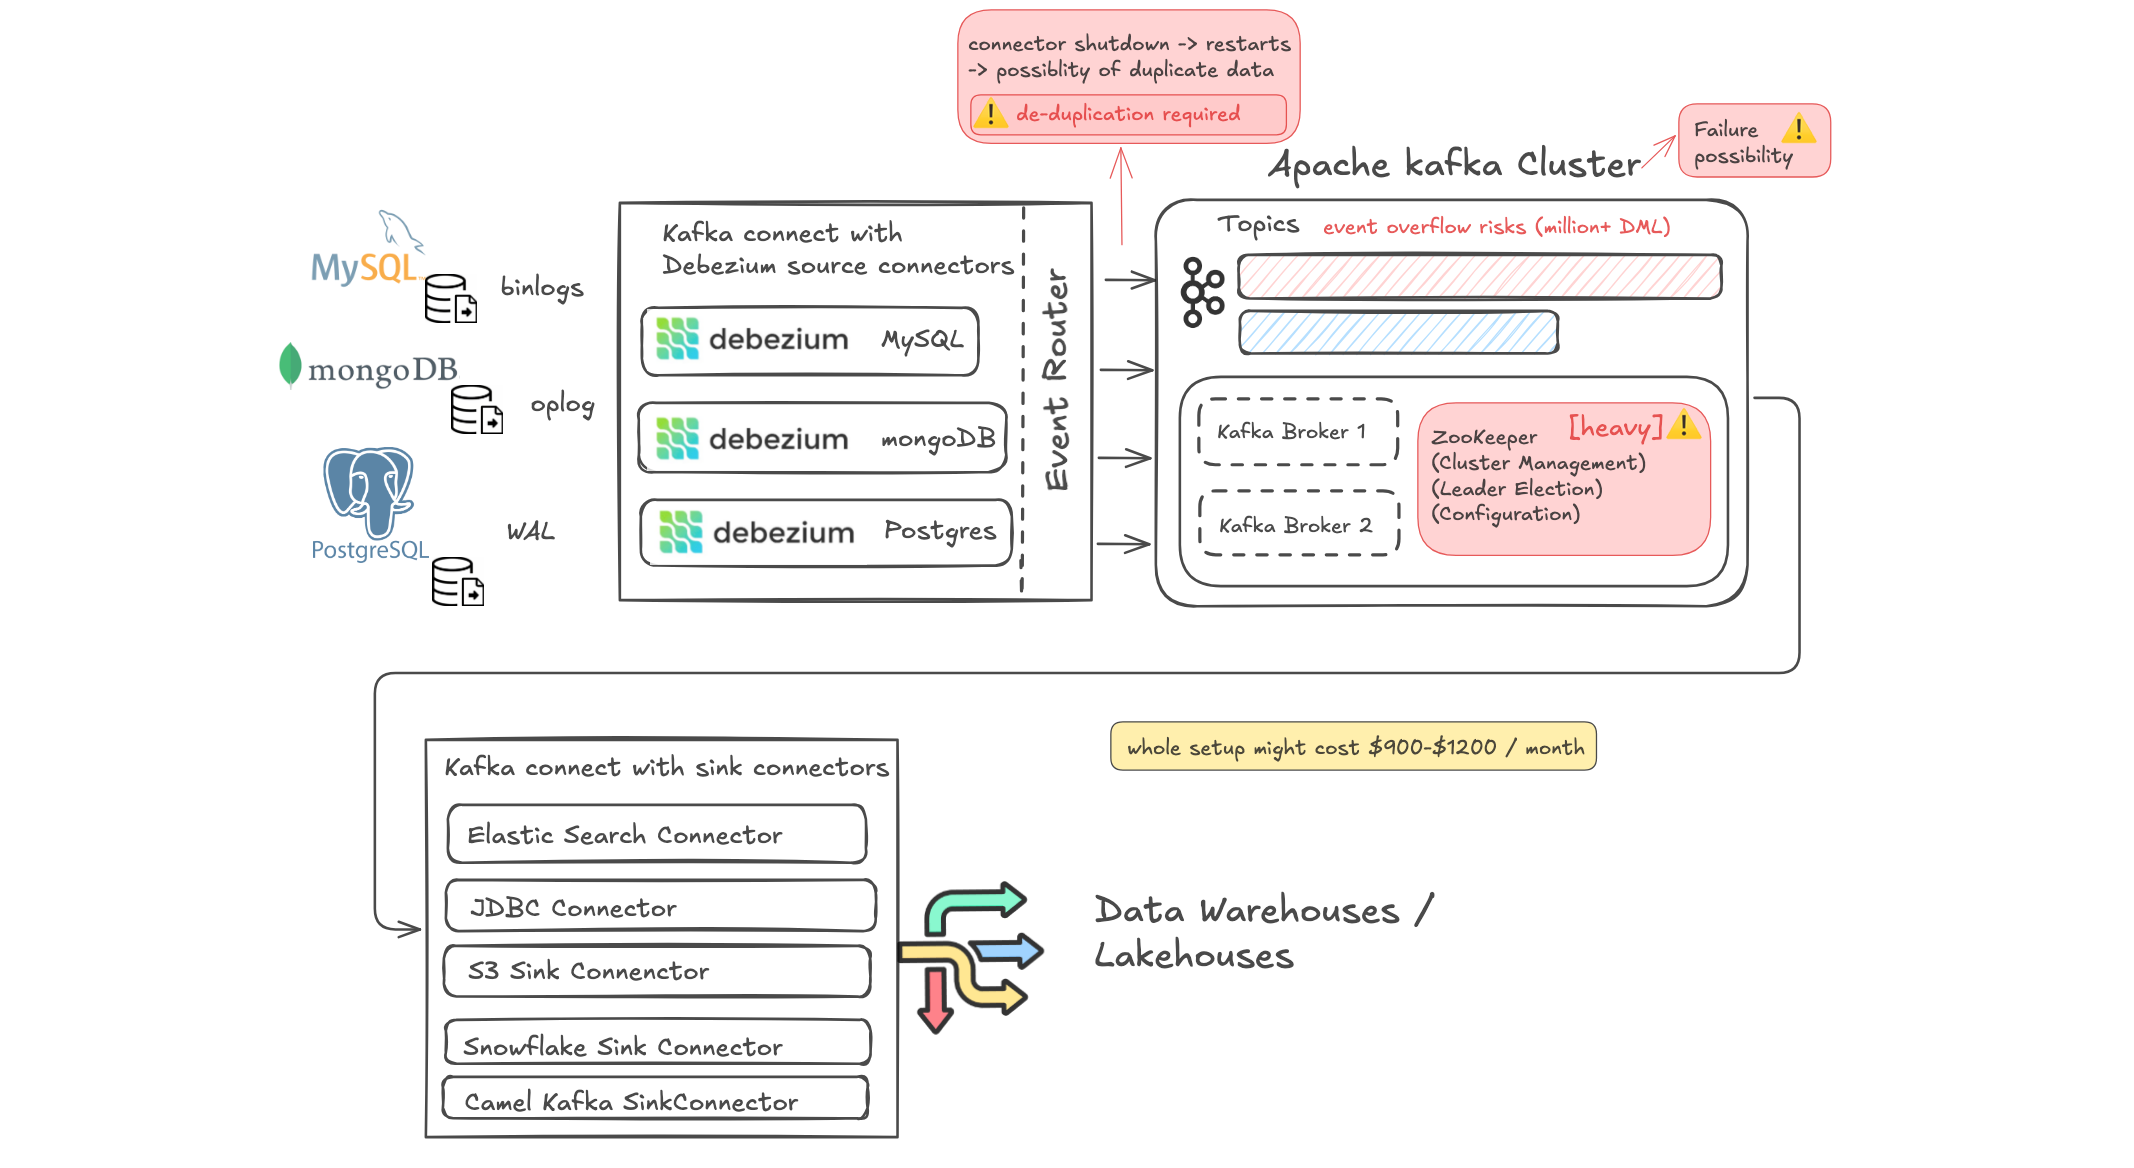 connector shutdown -> restarts
-> possiblity of duplicate data
de-duplication required
Failure
possibility
Apache kafka Cluster
MySQL
binlogs
mongoDB
oplog
PostgreSQL
WAL
Kafka connect with
Debezium source connectors
debezium MySQL
debezium mongoDB
debezium Postgres
Event Router
Topics event overflow risks (million+ DML)
Kafka Broker 1
Kafka Broker 2
[heavy]
ZooKeeper
(Cluster Management)
(Leader Election)
(Configuration)
whole setup might cost $900-$1200 / month
Kafka connect with sink connectors
Elastic Search Connector
JDBC Connector
S3 Sink Connenctor
Snowflake Sink Connector
Camel Kafka SinkConnector
Data Warehouses /
Lakehouses